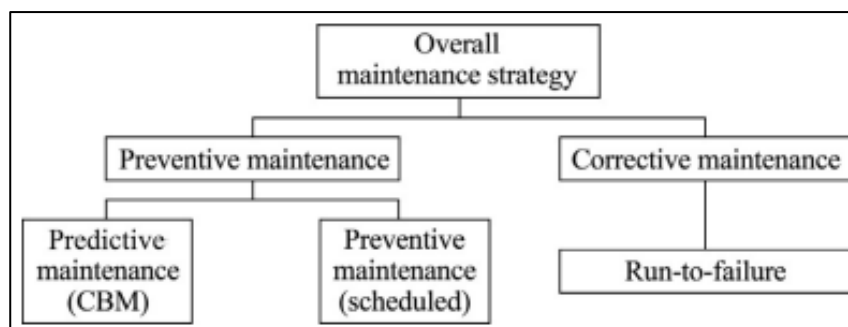 Overall
maintenance strategy
Preventive maintenance
Corrective maintenance
Predictive
maintenance
(CBM)
Preventive
maintenance
(scheduled)
Run-to-failure